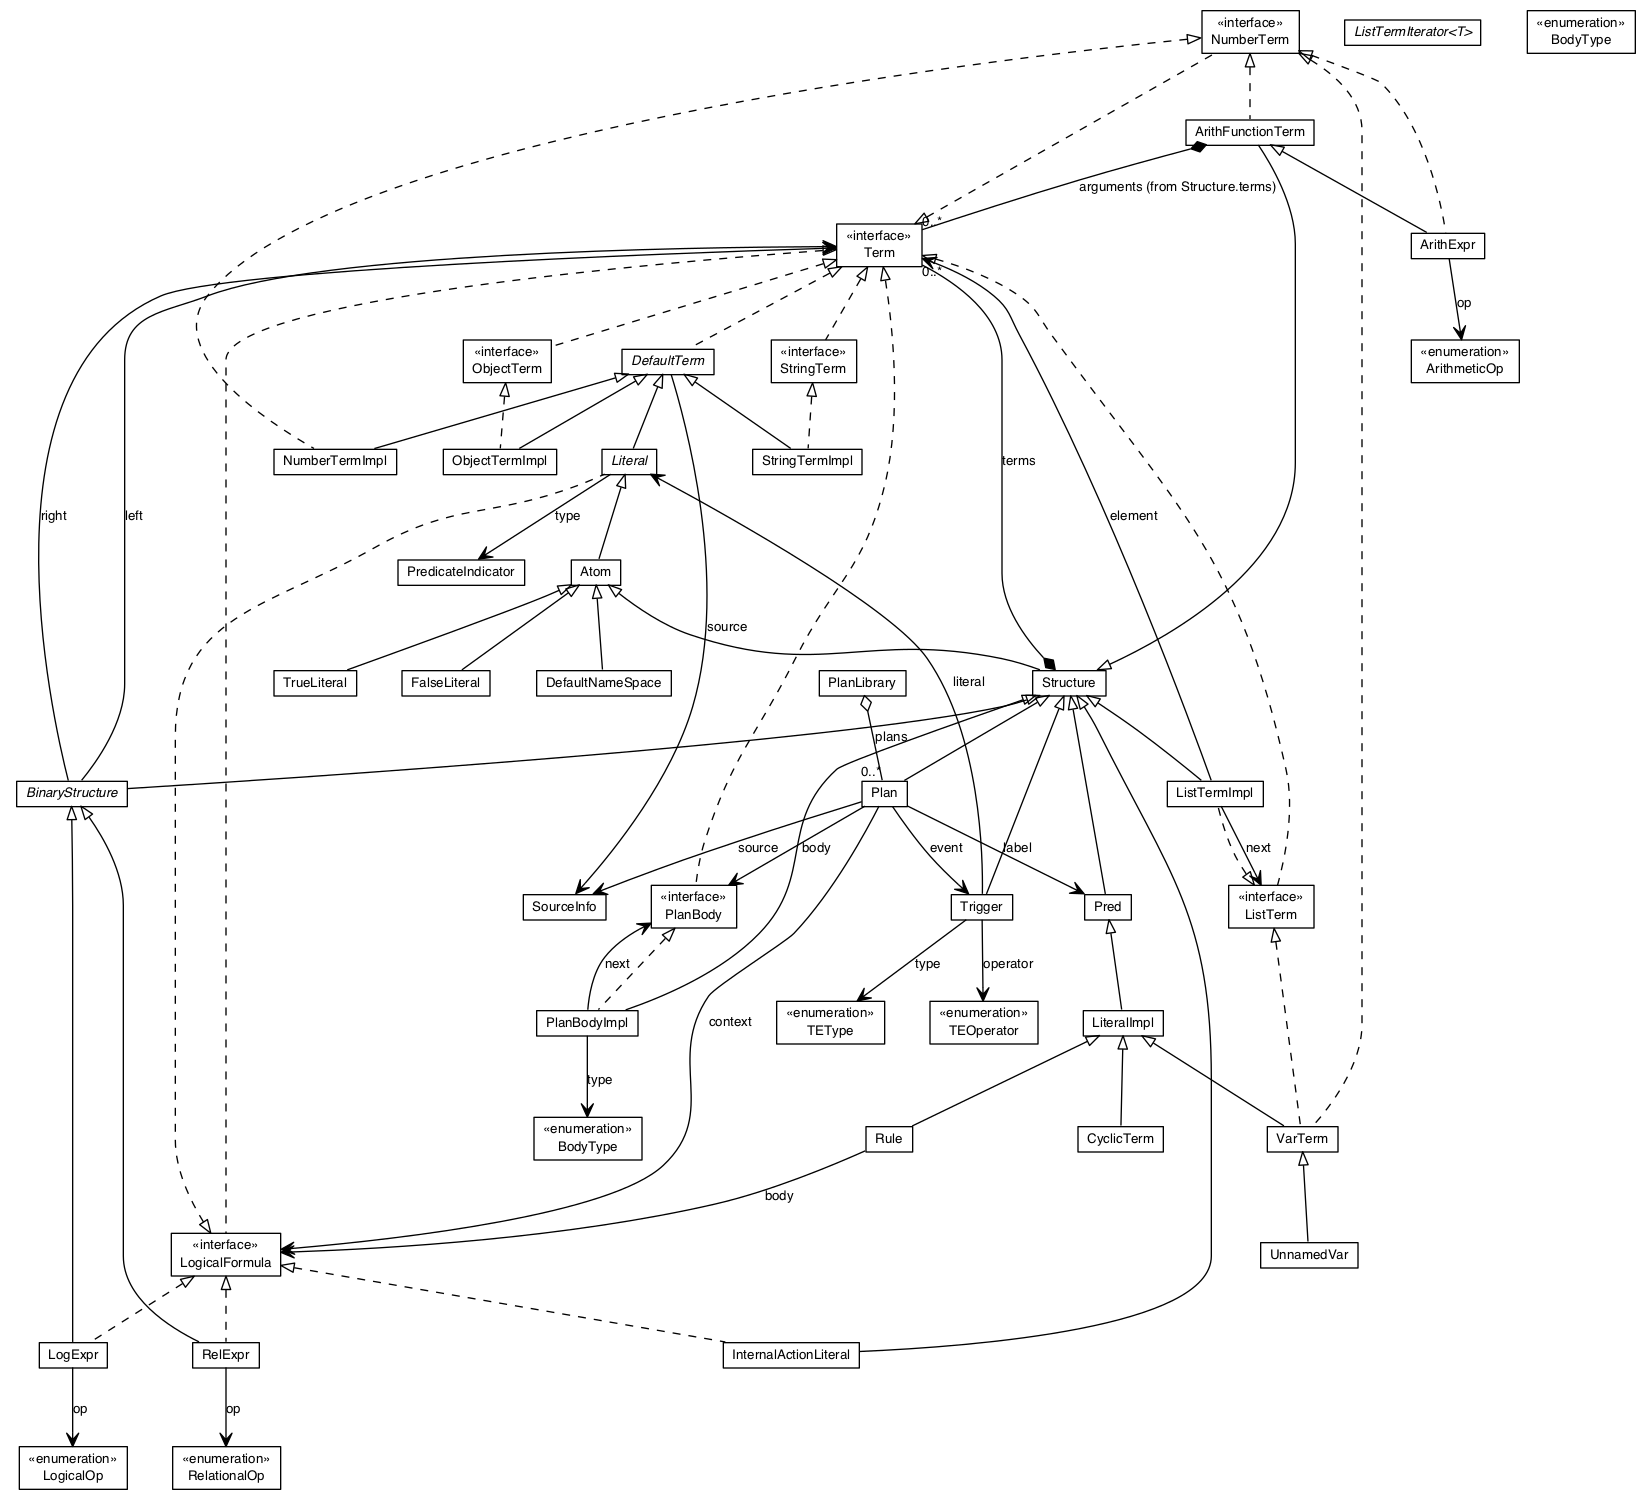 «interface»
NumberTerm
ListTermIterator<T>
«enumeration»
BodyType
ArithFunctionTerm
arguments (from Structure.terms)
0..*
«interface»
Term
ArithExpr
0..*
op
«interface»
ObjectTerm
DefaultTerm
«interface»
StringTerm
«enumeration»
ArithmeticOp
NumberTermImpl
ObjectTermImpl
Literal
StringTermImpl
terms
right
left
type
element
PredicateIndicator
Atom
source
TrueLiteral
FalseLiteral
DefaultNameSpace
PlanLibrary
literal
Structure
plans
0..*
BinaryStructure
Plan
ListTermImpl
source
body
event
label
next
SourceInfo
«interface»
PlanBody
Trigger
Pred
«interface»
ListTerm
next
type
operator
PlanBodyImpl
context
«enumeration»
TEType
«enumeration»
TEOperator
LiteralImpl
type
«enumeration»
BodyType
Rule
CyclicTerm
VarTerm
body
«interface»
LogicalFormula
UnnamedVar
LogExpr
RelExpr
InternalActionLiteral
op
op
«enumeration»
LogicalOp
«enumeration»
RelationalOp